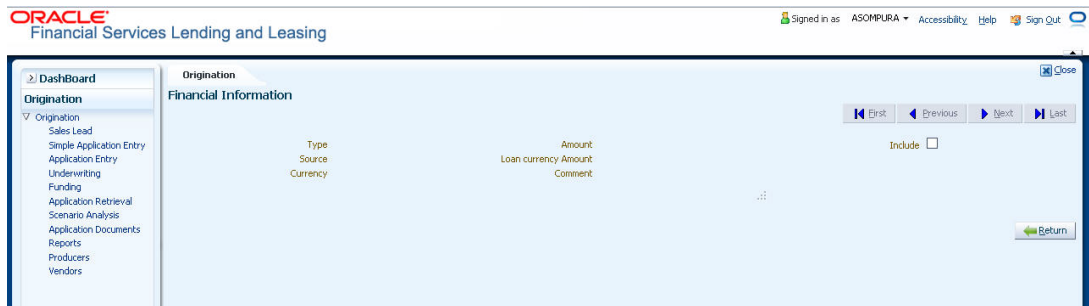 ORACLE
Financial Services Lending and Leasing
Signed in as ASOMPURA Accessibility Help Sign Out
DashBoard
Origination
Origination
Sales Lead
Simple Application Entry
Application Entry
Underwriting
Funding
Application Retrieval
Scenario Analysis
Application Documents
Reports
Producers
Vendors
Origination
Close
Financial Information
First Previous Next Last
Type Amount Include
Source Loan currency Amount
Currency Comment
Return